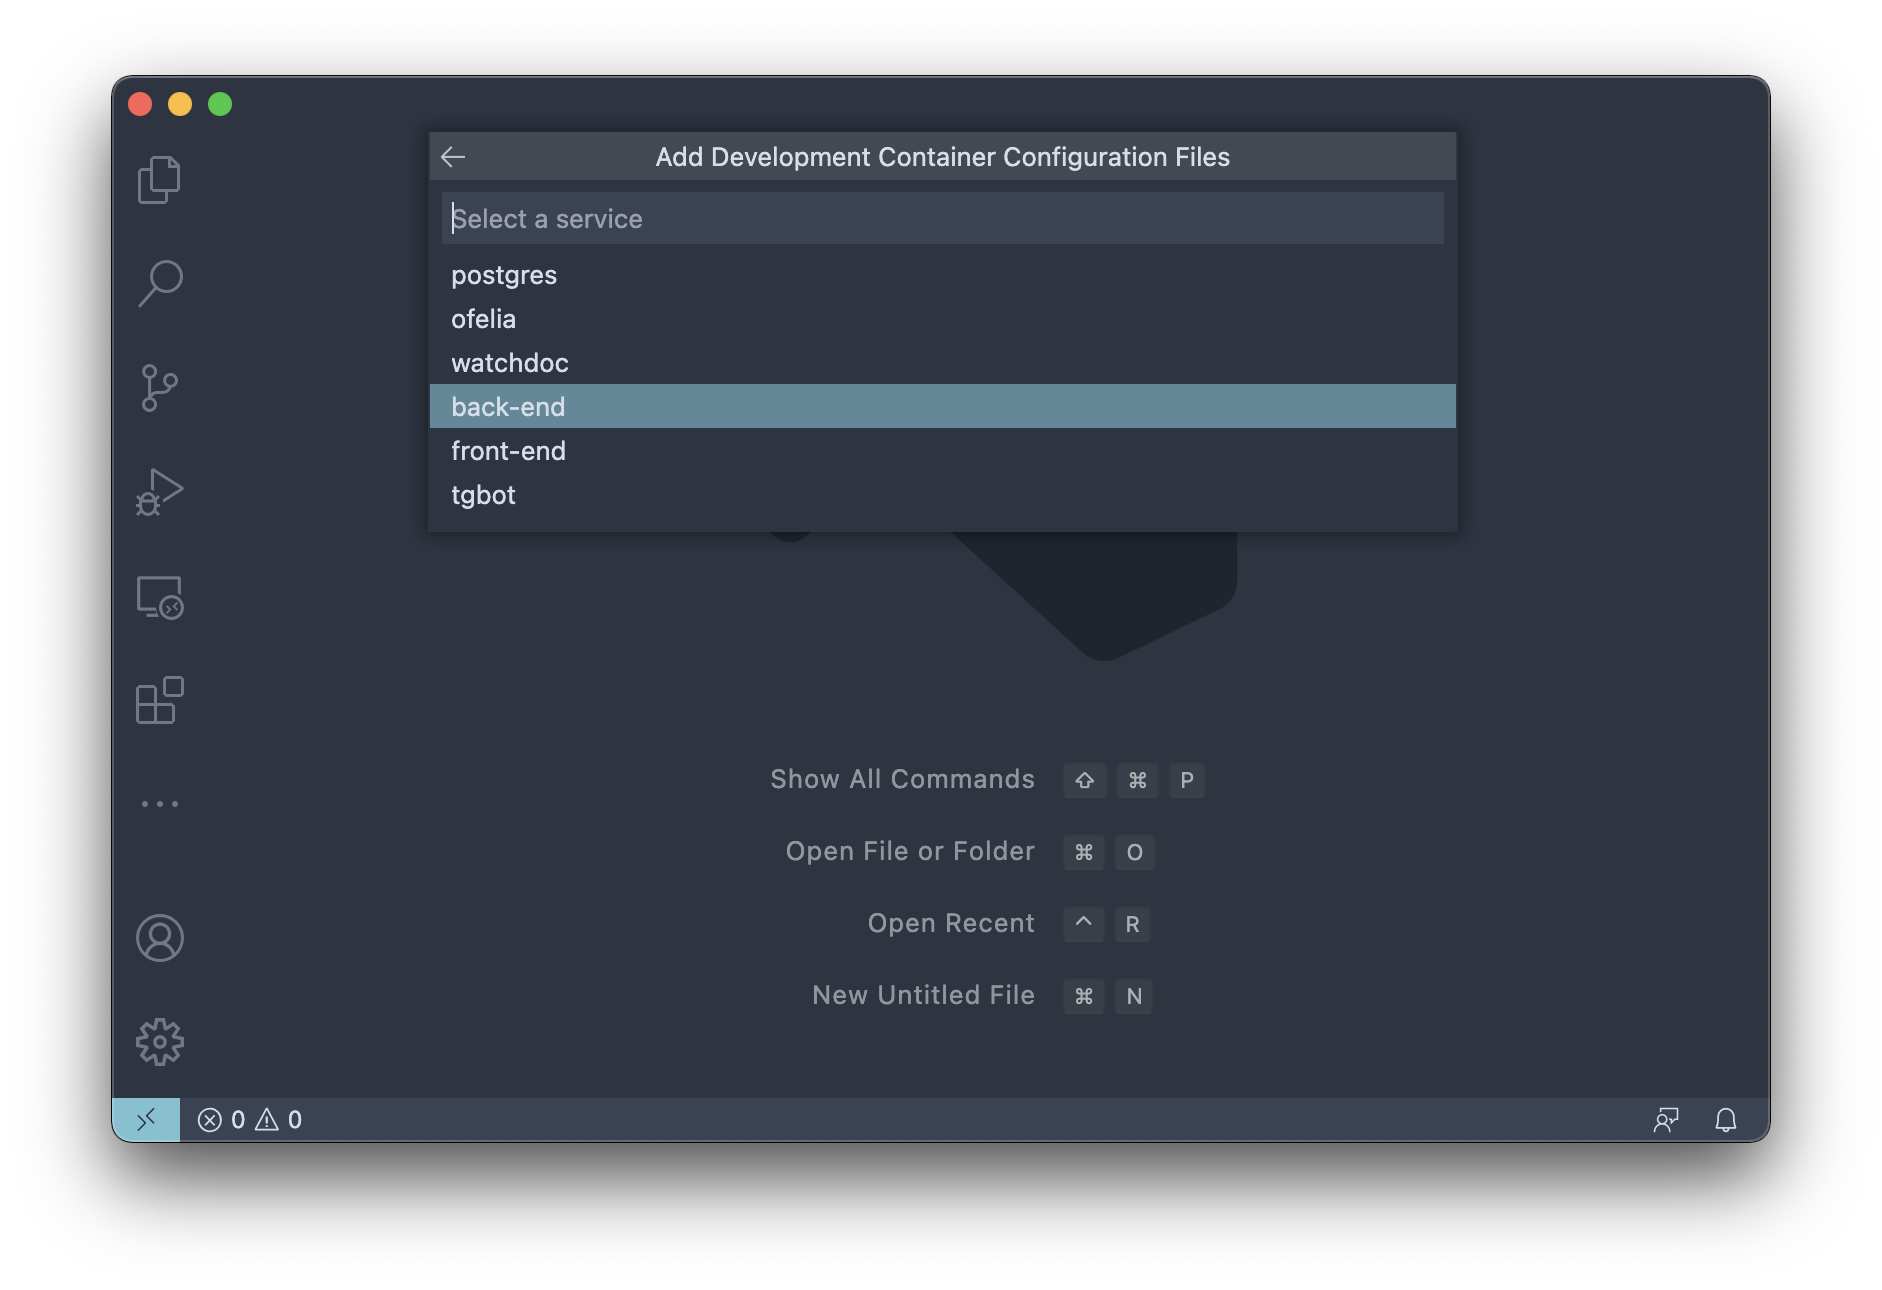 Add Development Container Configuration Files
Select a service
postgres
ofelia
watchdoc
back-end
front-end
tgbot
Show All Commands ⇧ ⌘ P
Open File or Folder ⌘ O
Open Recent ^ R
New Untitled File ⌘ N
0 0